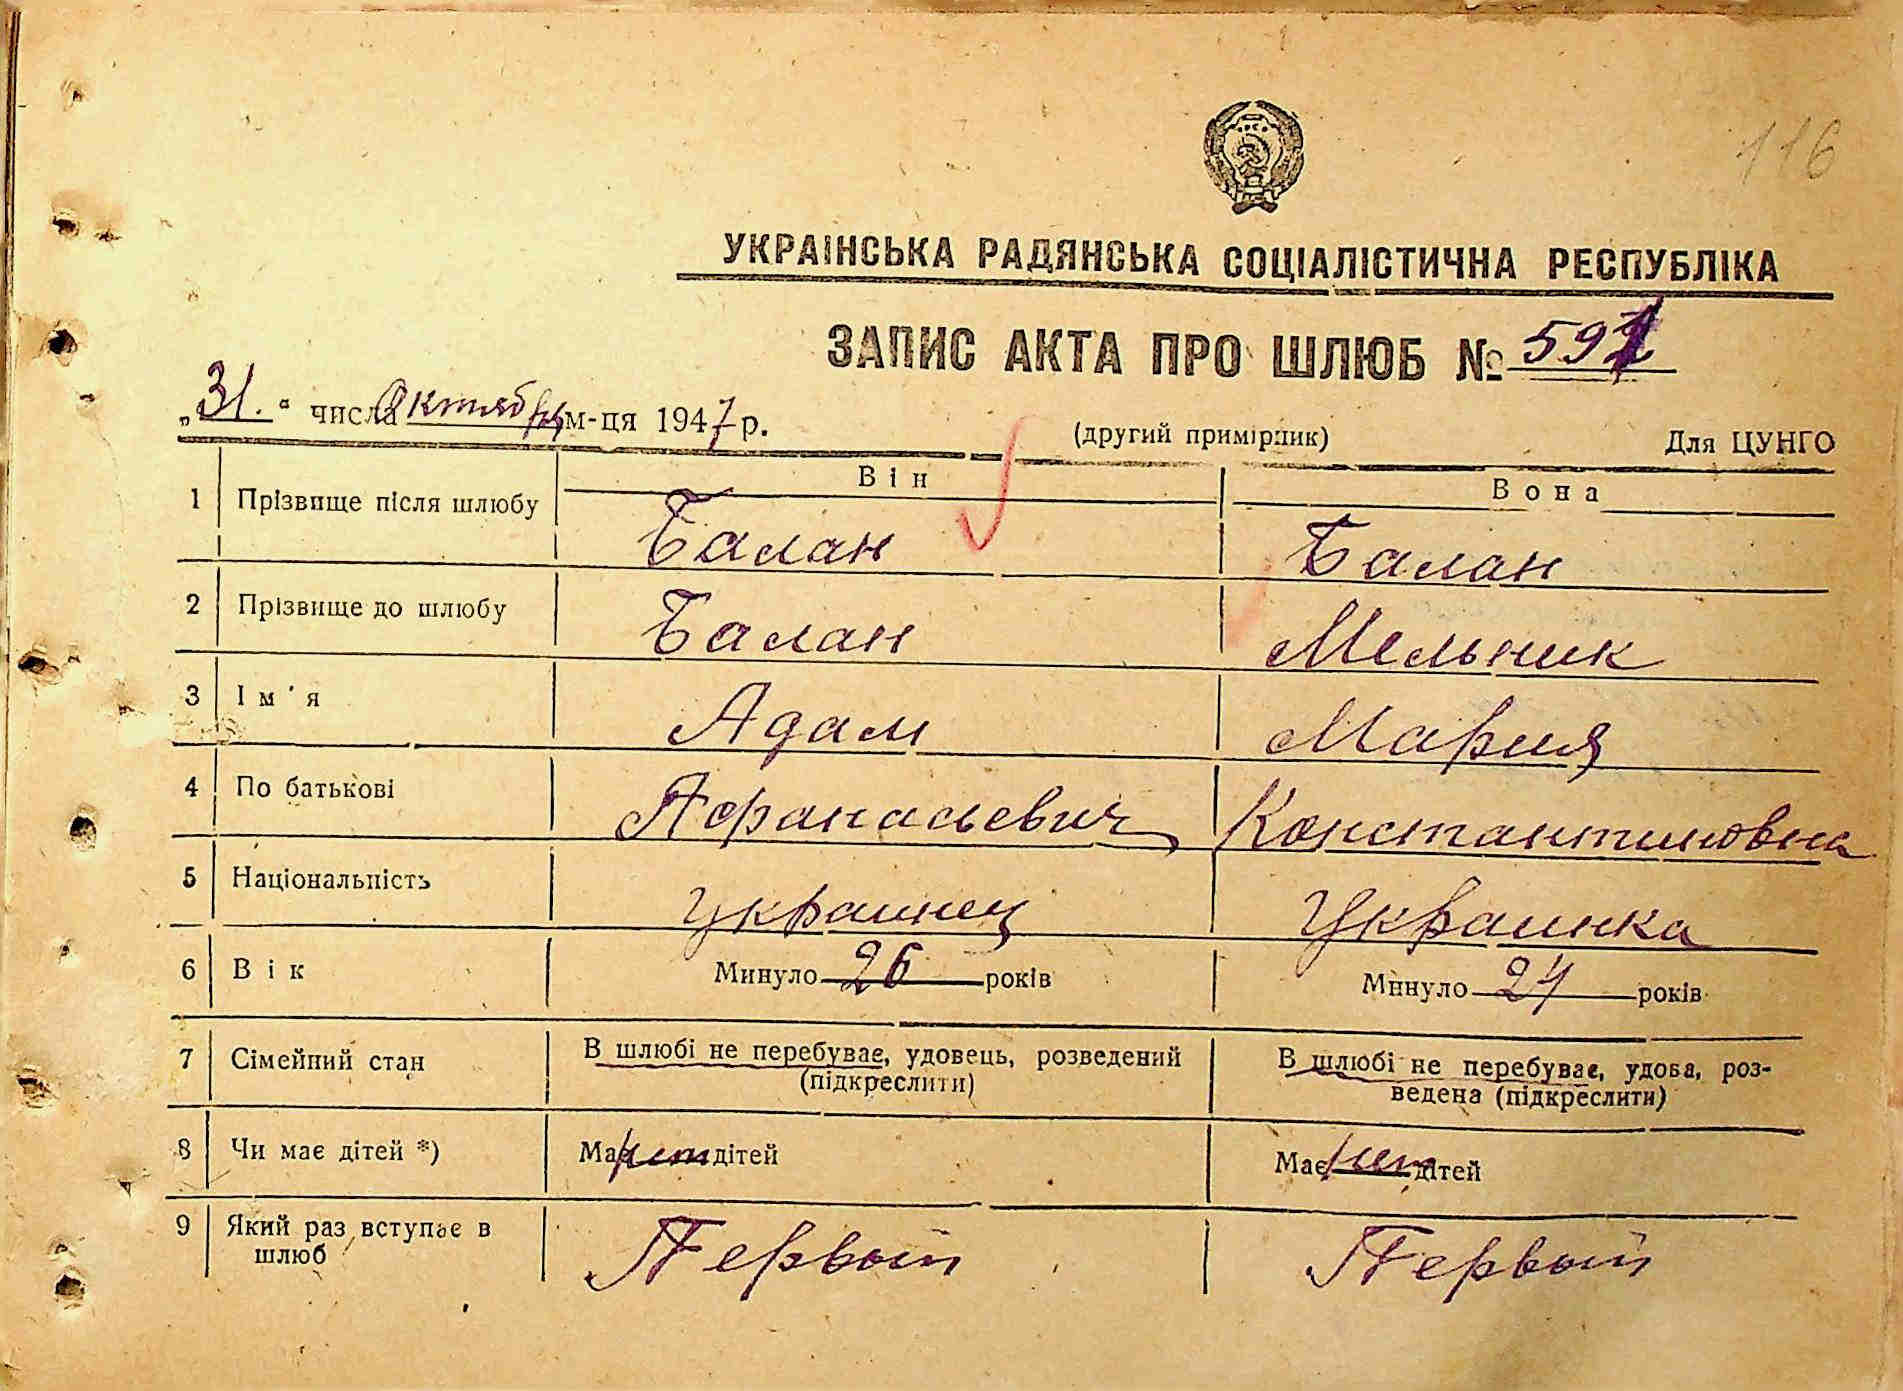 116
УКРАЇНСЬКА РАДЯНСЬКА СОЦІАЛІСТИЧНА РЕСПУБЛІКА
ЗАПИС АКТА ПРО ШЛЮБ № 591
„31.“ числа Октября м-ця 1947 р.
(другий примірник) Для ЦУНГО
Він Вона
1 Прізвище після шлюбу Балан Балан
2 Прізвище до шлюбу Балан Мельник
3 Ім'я Адам Мария
4 По батькові Афанасьевич Константиновна
5 Національність Украинец Украинка
6 Вік Минуло 26 років Минуло 24 років
7 Сімейний стан В шлюбі не перебуває, удовець, розведений (підкреслити) В шлюбі не перебуває, удова, роз-
ведена (підкреслити)
8 Чи має дітей *) Має нет дітей Має нет дітей
9 Який раз вступає в шлюб Первый Первый